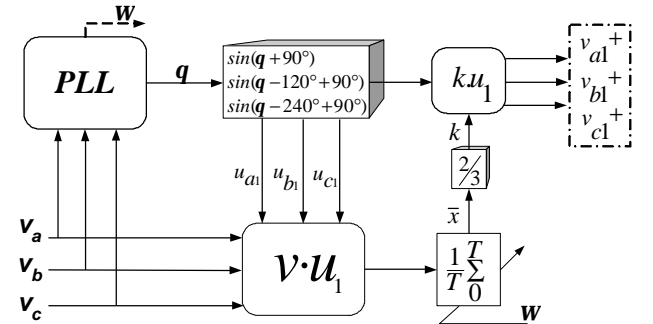 W
PLL
q
sin(q +90°)
sin(q −120°+90°)
sin(q −240°+90°)
k.u1
va1+
vb1+
vc1+
k
2/3
ua1
ub1
uc1
x̅
va
vb
vc
v·u1
1/T Σ T 0
W